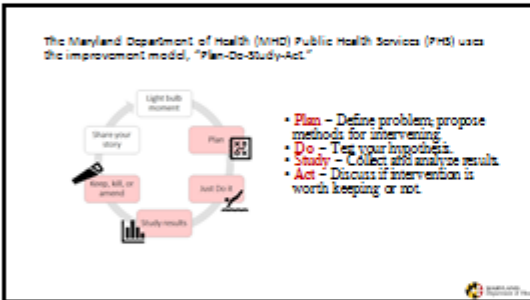 The Maryland Department of Health (MHD) Public Health Services (PHS) uses
the improvement model, "Plan-Do-Study-Act."
Light bulb
moment
Share your
story
Plan
Keep, kill, or
amend
Just Do it
Study results
• Plan – Define problem; propose
methods for intervening.
• Do – Test your hypothesis.
• Study – Collect and analyze results.
• Act – Discuss if intervention is
worth keeping or not.
MARYLAND